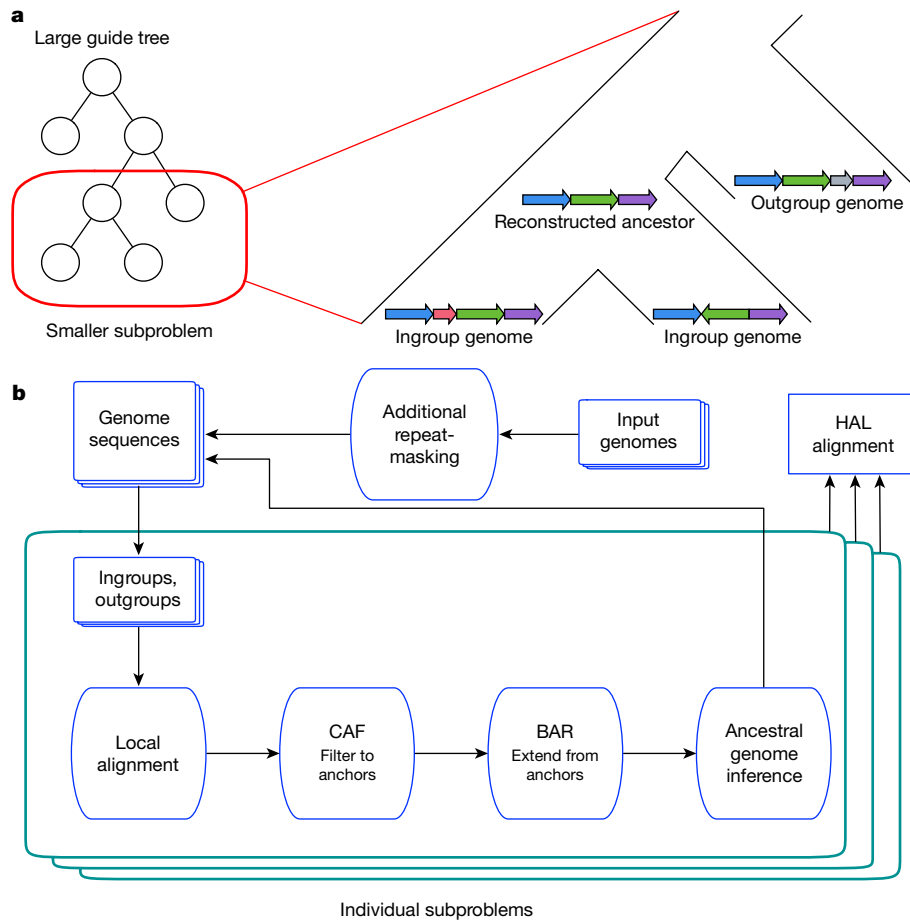 a
Large guide tree
Smaller subproblem
Reconstructed ancestor
Outgroup genome
Ingroup genome
Ingroup genome
b
Genome
sequences
Additional
repeat-
masking
Input
genomes
HAL
alignment
Ingroups,
outgroups
Local
alignment
CAF
Filter to
anchors
BAR
Extend from
anchors
Ancestral
genome
inference
Individual subproblems